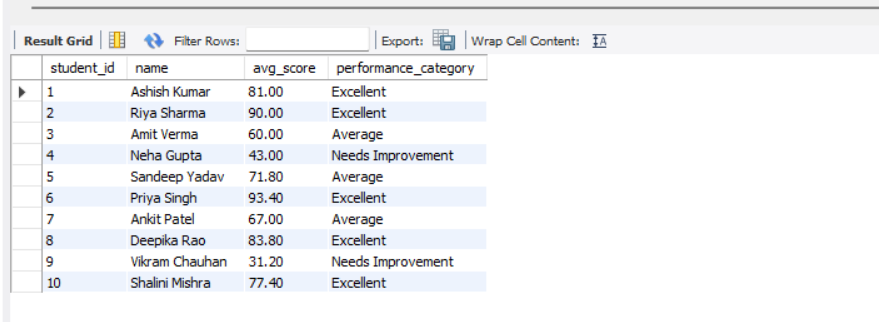 Result Grid Filter Rows: Export: Wrap Cell Content: IA
student_id name avg_score performance_category
1 Ashish Kumar 81.00 Excellent
2 Riya Sharma 90.00 Excellent
3 Amit Verma 60.00 Average
4 Neha Gupta 43.00 Needs Improvement
5 Sandeep Yadav 71.80 Average
6 Priya Singh 93.40 Excellent
7 Ankit Patel 67.00 Average
8 Deepika Rao 83.80 Excellent
9 Vikram Chauhan 31.20 Needs Improvement
10 Shalini Mishra 77.40 Excellent